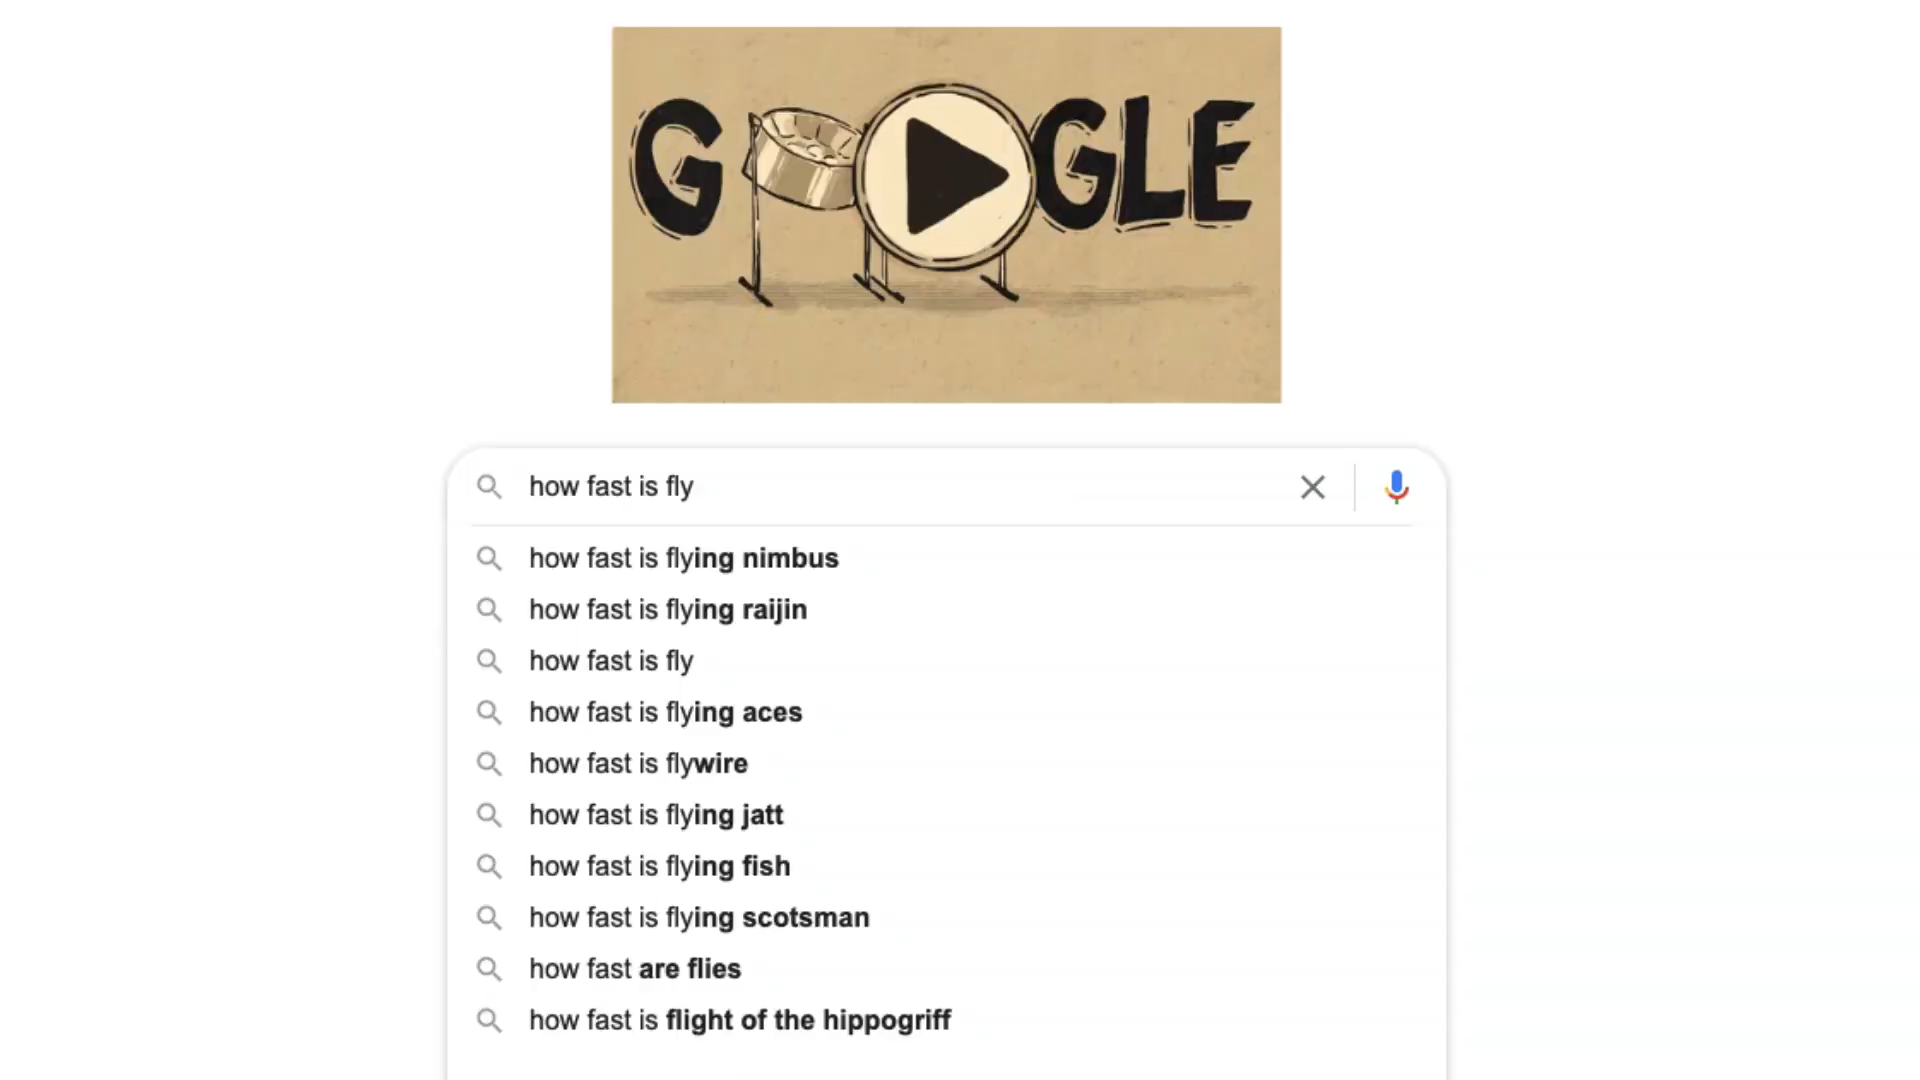 G GLE
how fast is fly
how fast is flying nimbus
how fast is flying raijin
how fast is fly
how fast is flying aces
how fast is flywire
how fast is flying jatt
how fast is flying fish
how fast is flying scotsman
how fast are flies
how fast is flight of the hippogriff